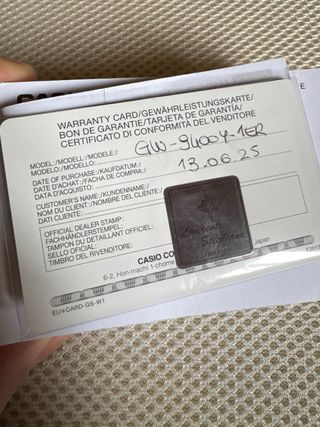 WARRANTY CARD/GEWÄHRLEISTUNGSKARTE/
BON DE GARANTIE/TARJETA DE GARANTÍA/
CERTIFICATO DI CONFORMITÀ DEL VENDITORE
MODEL:/MODELL:/MODELE:/
MODELO:/MODELLO: GW-9400Y-1ER
DATE OF PURCHASE:/KAUFDATUM:/
DATE D'ACHAT:/FACHA DE COMPRA:/
DATA D'ACQUISTO: 13.06.25
CUSTOMER'S NAME:/KUNDENNAME:/
NOM DU CLIENT:/NOMBRE DEL CLIENTE:/
DATI CLIENTE:
OFFICIAL DEALER STAMP:/
FACHHÄNDLERSTEMPEL:/
TAMPON DU DETAILLANT OFFICIEL:/
SELLO OFICIAL:/
TIMBRO DEL RIVENDITORE:
CASIO CO
6-2, Hon-machi 1-chome
Japan
EU※CARD-GS-W1
E